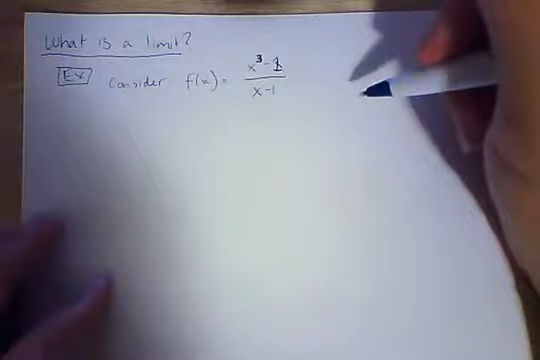 What is a limit?
Ex Consider f(x) = x³-1
x-1